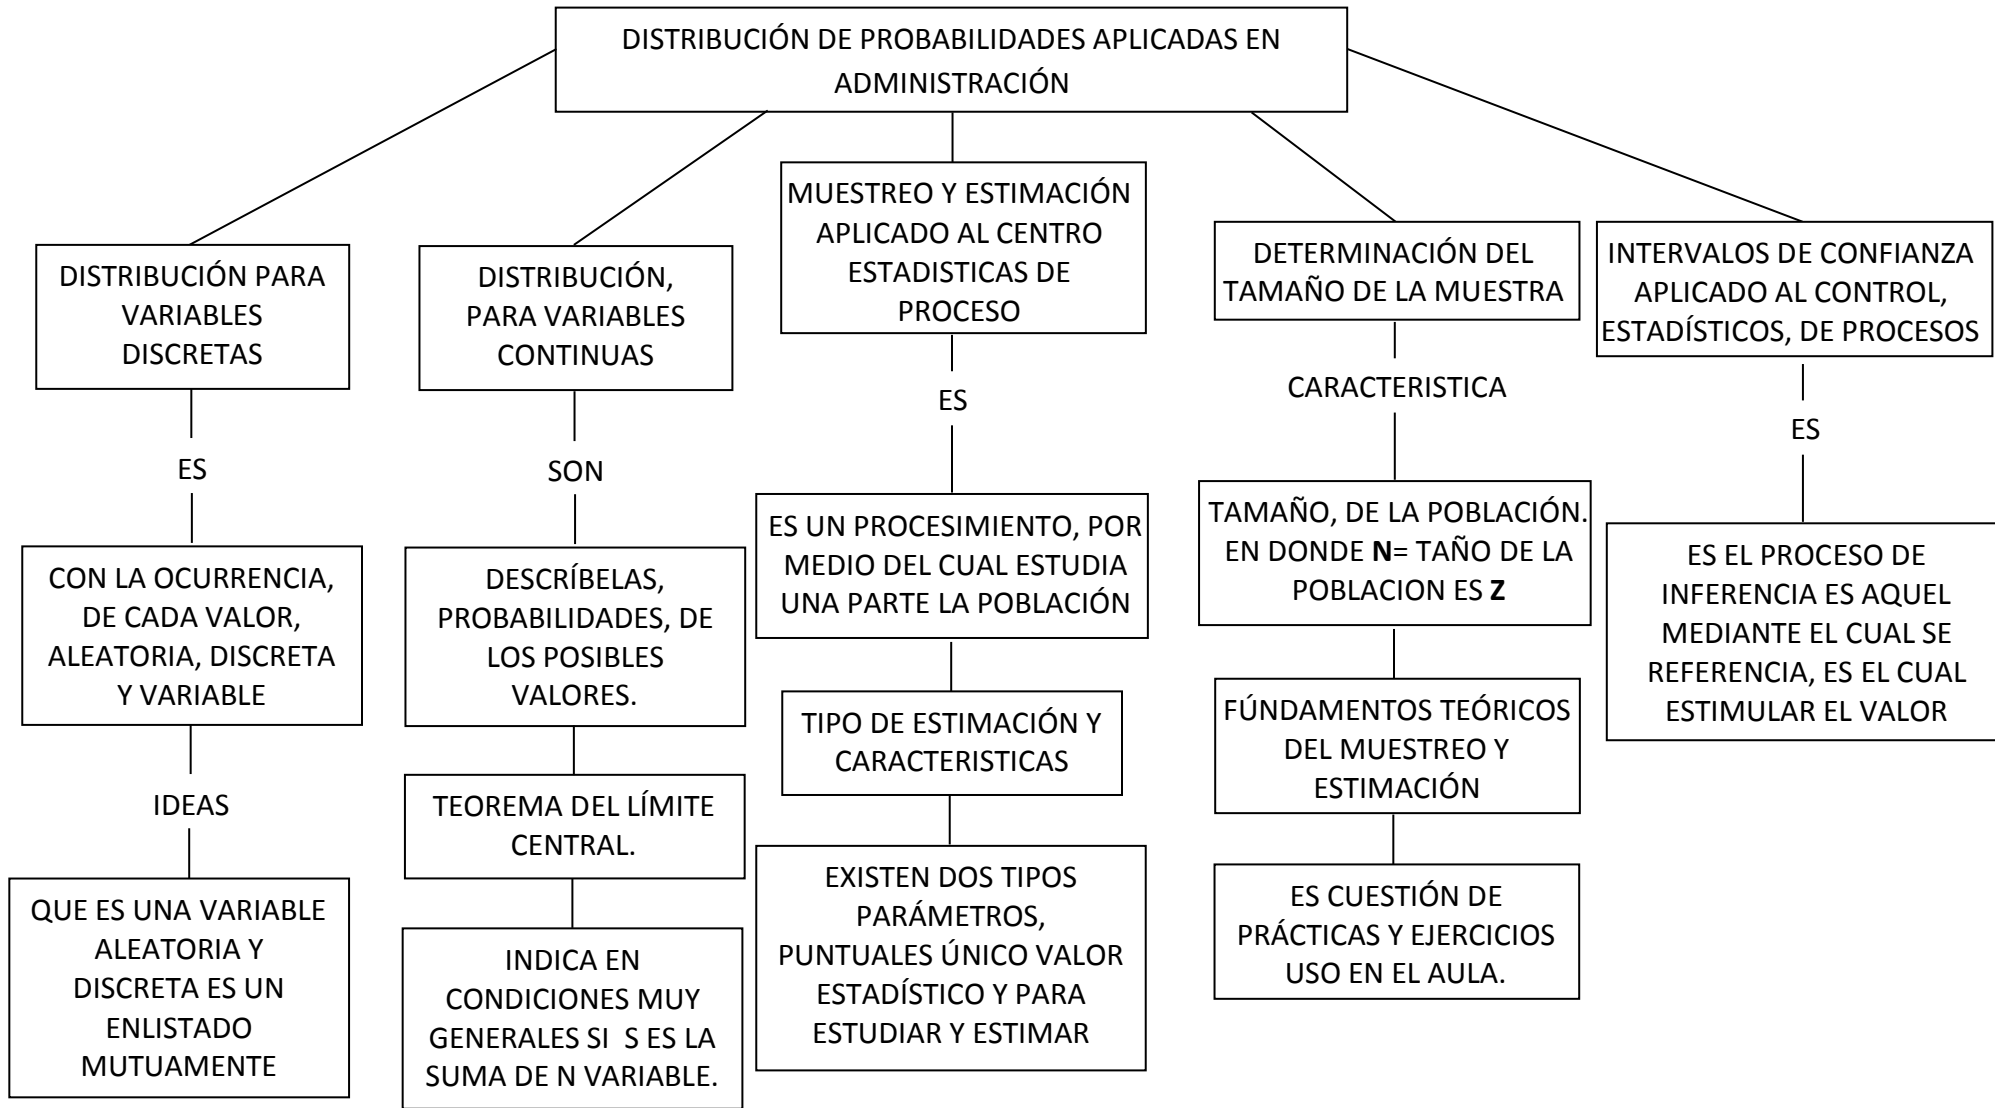 DISTRIBUCIÓN DE PROBABILIDADES APLICADAS EN
ADMINISTRACIÓN
DISTRIBUCIÓN PARA
VARIABLES
DISCRETAS
ES
CON LA OCURRENCIA,
DE CADA VALOR,
ALEATORIA, DISCRETA
Y VARIABLE
IDEAS
QUE ES UNA VARIABLE
ALEATORIA Y
DISCRETA ES UN
ENLISTADO
MUTUAMENTE
DISTRIBUCIÓN,
PARA VARIABLES
CONTINUAS
SON
DESCRÍBELAS,
PROBABILIDADES, DE
LOS POSIBLES
VALORES.
TEOREMA DEL LÍMITE
CENTRAL.
INDICA EN
CONDICIONES MUY
GENERALES SI  S ES LA
SUMA DE N VARIABLE.
MUESTREO Y ESTIMACIÓN
APLICADO AL CENTRO
ESTADISTICAS DE
PROCESO
ES
ES UN PROCESIMIENTO, POR
MEDIO DEL CUAL ESTUDIA
UNA PARTE LA POBLACIÓN
TIPO DE ESTIMACIÓN Y
CARACTERISTICAS
EXISTEN DOS TIPOS
PARÁMETROS,
PUNTUALES ÚNICO VALOR
ESTADÍSTICO Y PARA
ESTUDIAR Y ESTIMAR
DETERMINACIÓN DEL
TAMAÑO DE LA MUESTRA
CARACTERISTICA
TAMAÑO, DE LA POBLACIÓN.
EN DONDE N= TAÑO DE LA
POBLACION ES Z
FÚNDAMENTOS TEÓRICOS
DEL MUESTREO Y
ESTIMACIÓN
ES CUESTIÓN DE
PRÁCTICAS Y EJERCICIOS
USO EN EL AULA.
INTERVALOS DE CONFIANZA
APLICADO AL CONTROL,
ESTADÍSTICOS, DE PROCESOS
ES
ES EL PROCESO DE
INFERENCIA ES AQUEL
MEDIANTE EL CUAL SE
REFERENCIA, ES EL CUAL
ESTIMULAR EL VALOR